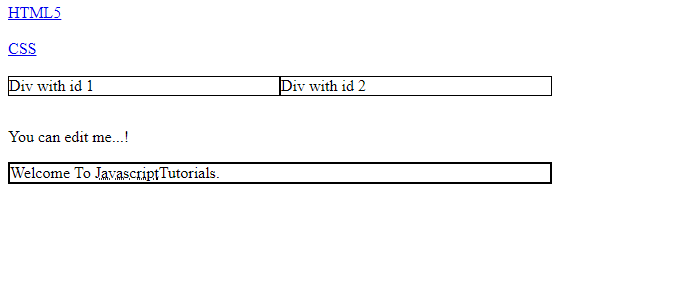 HTML5
CSS
Div with id 1 Div with id 2
You can edit me...!
Welcome To JavascriptTutorials.